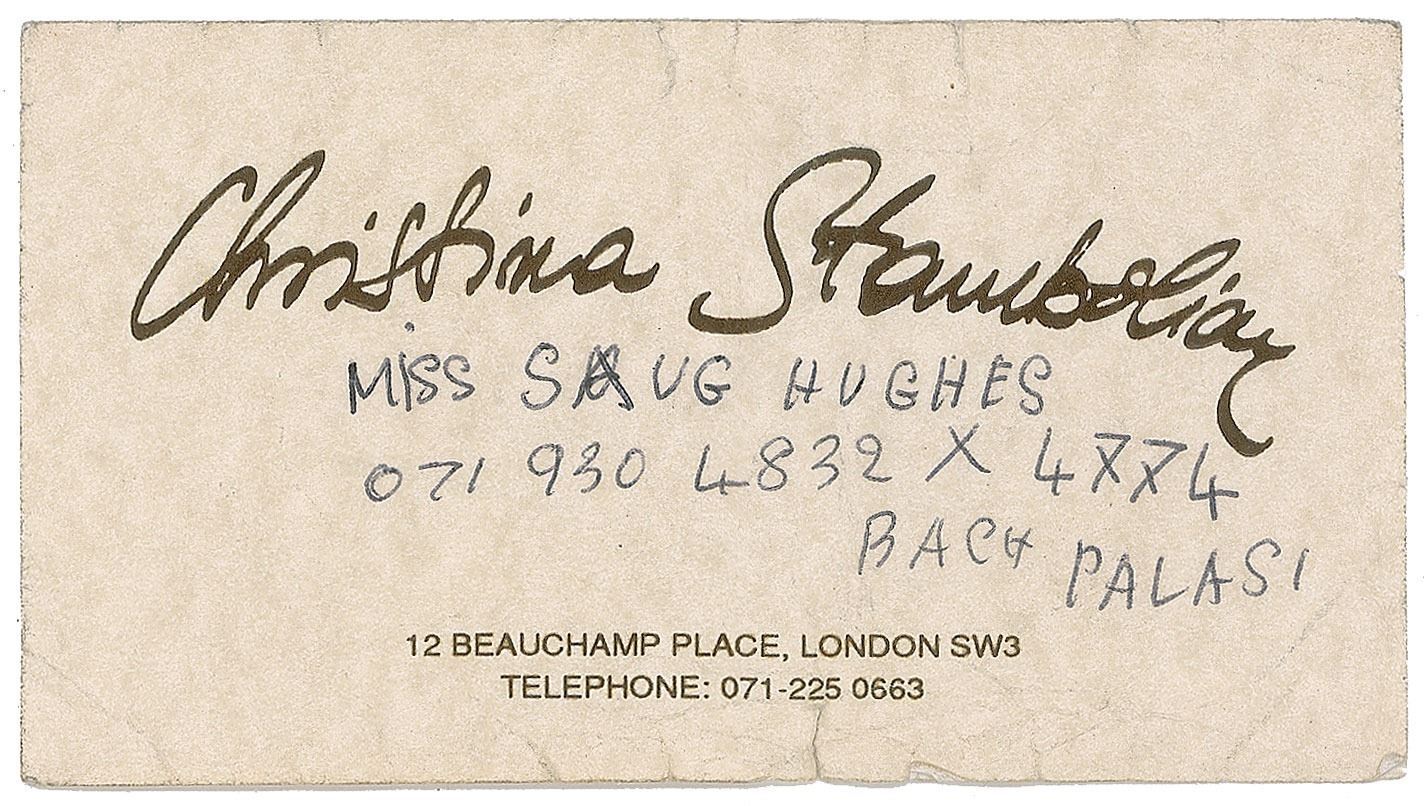 Christina Stambolian
MISS SAUG HUGHES
071 930 4832 X 4774
BACK PALASI
12 BEAUCHAMP PLACE, LONDON SW3
TELEPHONE: 071-225 0663